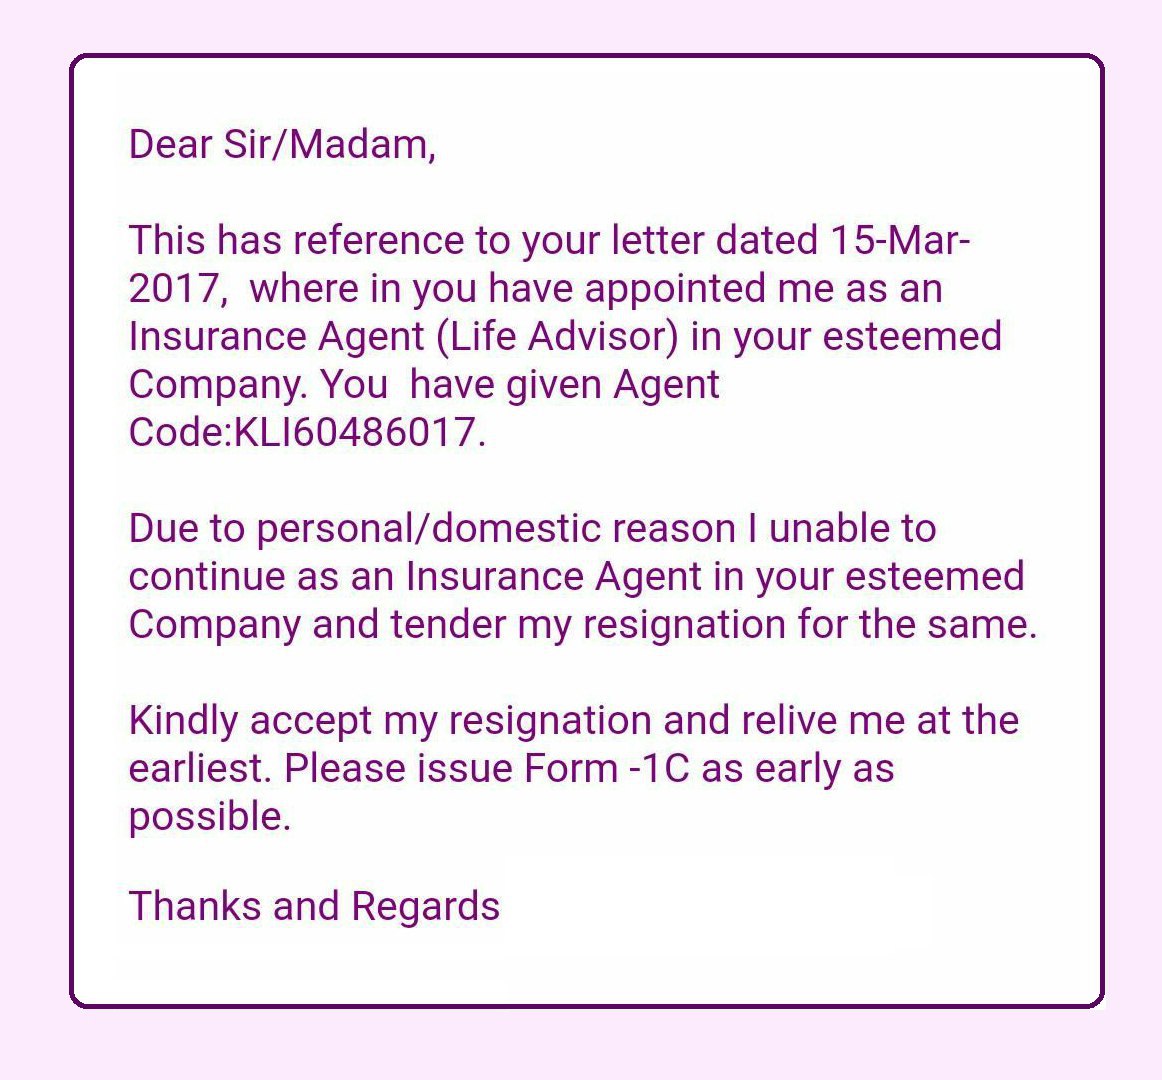 Dear Sir/Madam,
This has reference to your letter dated 15-Mar-
2017,  where in you have appointed me as an
Insurance Agent (Life Advisor) in your esteemed
Company. You  have given Agent
Code:KLI60486017.
Due to personal/domestic reason I unable to
continue as an Insurance Agent in your esteemed
Company and tender my resignation for the same.
Kindly accept my resignation and relive me at the
earliest. Please issue Form -1C as early as
possible.
Thanks and Regards